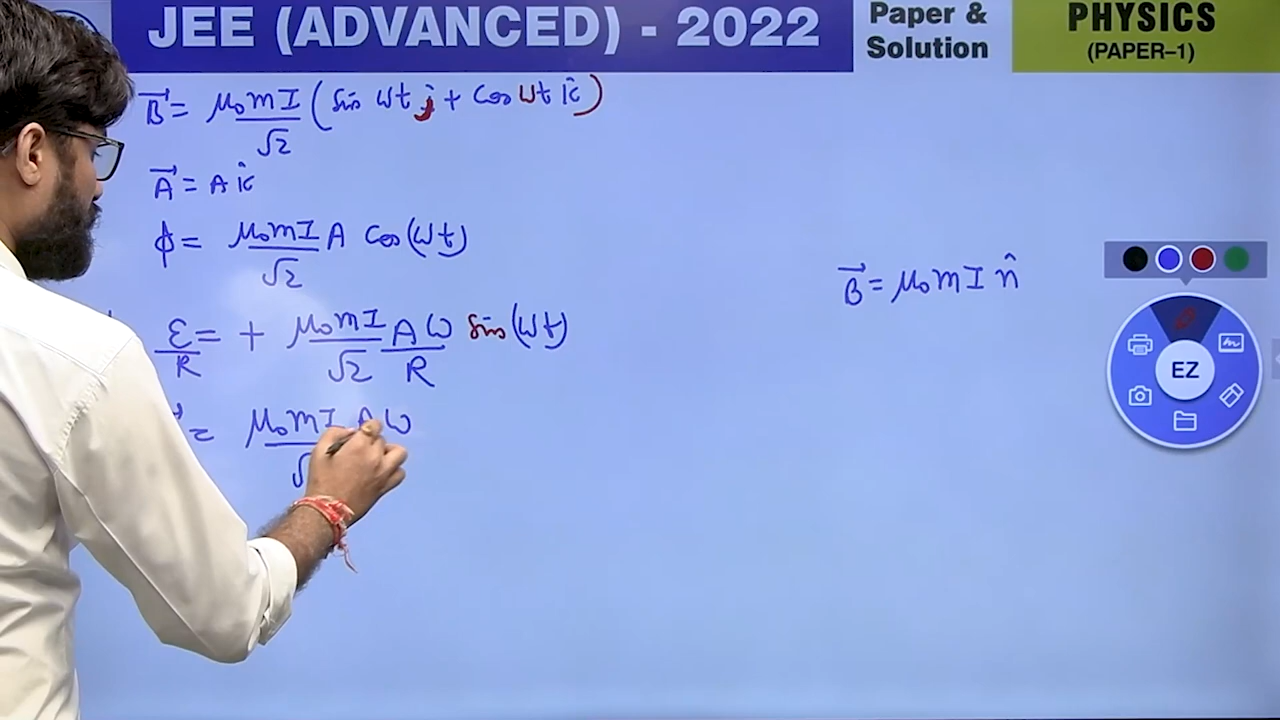 JEE (ADVANCED) - 2022
Paper &
Solution
PHYSICS
(PAPER–1)
B⃗ = μ₀mI/√2 (sin ωt ĵ + cos ωt k̂)
A⃗ = A k̂
φ = μ₀mI/√2 A cos(ωt)
ε/R = + μ₀mI/√2 Aω/R sin(ωt)
= μ₀mI/√ Aω
B⃗ = μ₀mI n̂
EZ